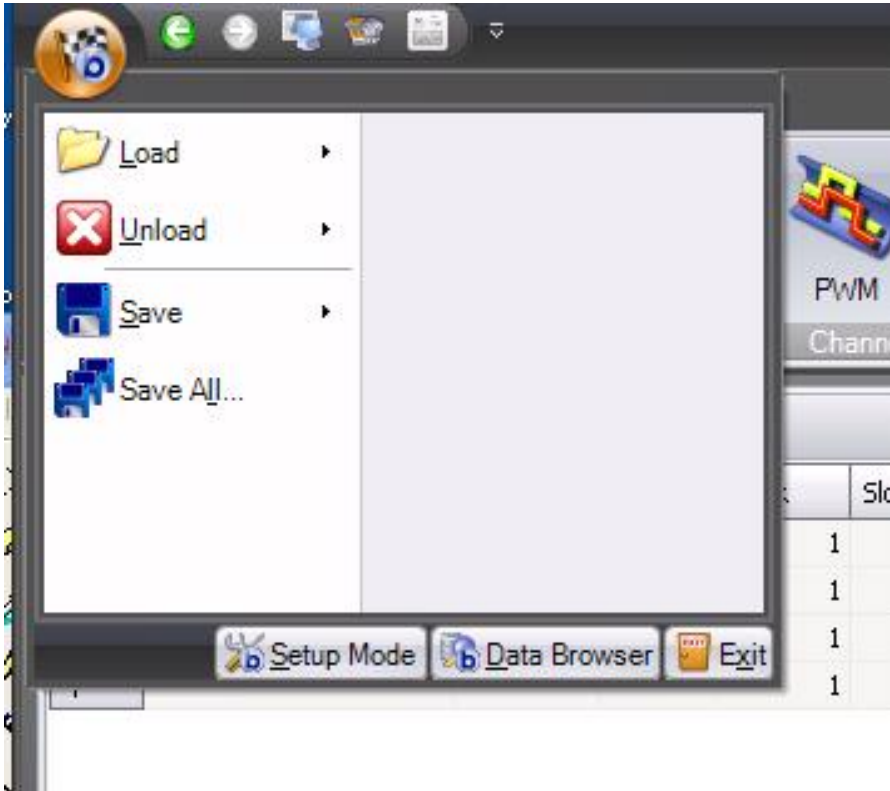 Load
Unload
Save
Save All...
PWM
Setup Mode
Data Browser
Exit
1
1
1
1